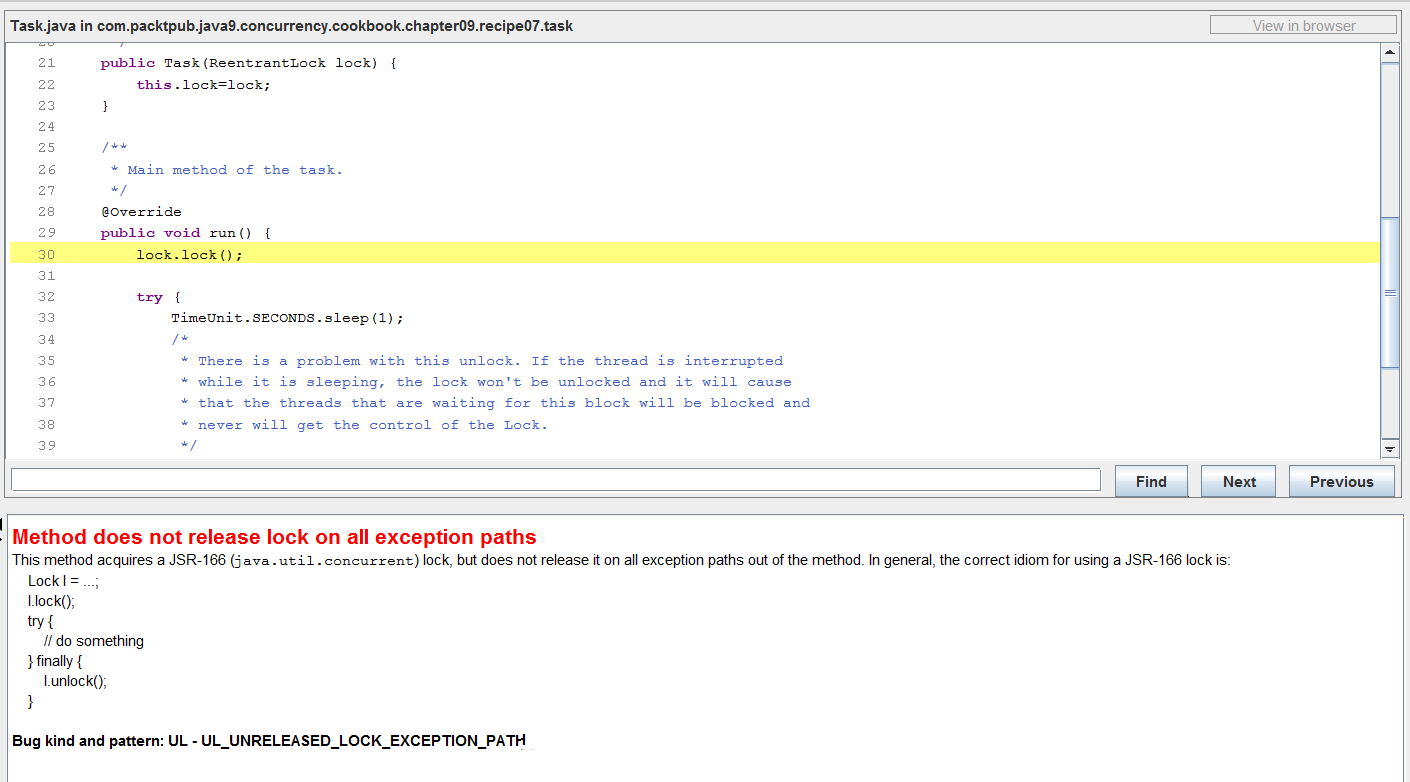 Task.java in com.packtpub.java9.concurrency.cookbook.chapter09.recipe07.task
View in browser
21 public Task(ReentrantLock lock) {
22 this.lock=lock;
23 }
24
25 /**
26 * Main method of the task.
27 */
28 @Override
29 public void run() {
30 lock.lock();
31
32 try {
33 TimeUnit.SECONDS.sleep(1);
34 /*
35 * There is a problem with this unlock. If the thread is interrupted
36 * while it is sleeping, the lock won't be unlocked and it will cause
37 * that the threads that are waiting for this block will be blocked and
38 * never will get the control of the Lock.
39 */
Find
Next
Previous
Method does not release lock on all exception paths
This method acquires a JSR-166 (java.util.concurrent) lock, but does not release it on all exception paths out of the method. In general, the correct idiom for using a JSR-166 lock is:
Lock l = ...;
l.lock();
try {
// do something
} finally {
l.unlock();
}
Bug kind and pattern: UL - UL_UNRELEASED_LOCK_EXCEPTION_PATH